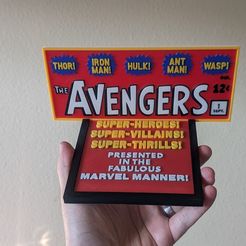 THOR!
IRON
MAN!
HULK!
ANT
MAN!
WASP!
THE AVENGERS
12¢
1
SEPT.
SUPER-HEROES!
SUPER-VILLAINS!
SUPER-THRILLS!
PRESENTED
IN THE
FABULOUS
MARVEL MANNER!